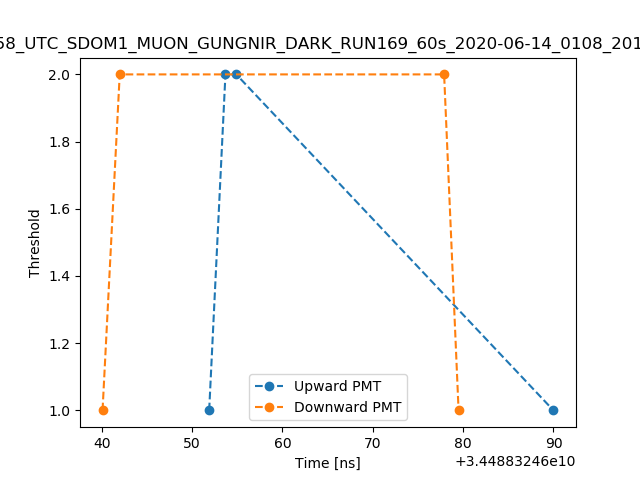 58_UTC_SDOM1_MUON_GUNGNIR_DARK_RUN169_60s_2020-06-14_0108_201
2.0
1.8
1.6
1.4
1.2
1.0
Threshold
Upward PMT
Downward PMT
40 50 60 70 80 90
Time [ns]
+3.44883246e10